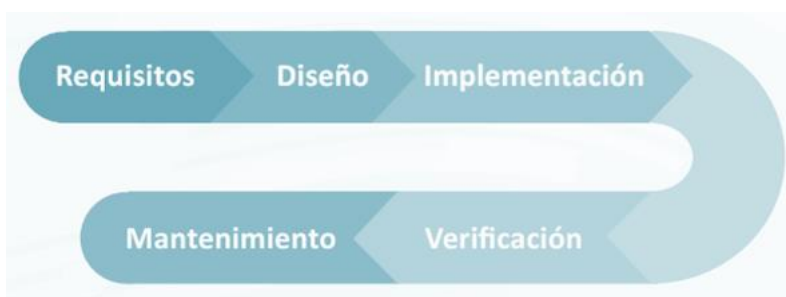 Requisitos
Diseño
Implementación
Verificación
Mantenimiento